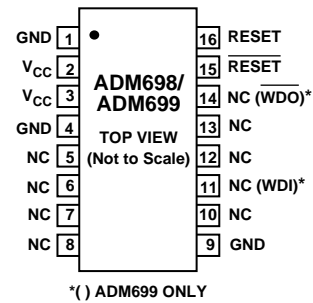 GND 1 16 RESET
VCC 2 15 RESET
VCC 3 ADM698/ 14 NC (WDO)*
GND 4 ADM699 13 NC
NC 5 TOP VIEW 12 NC
NC 6 (Not to Scale) 11 NC (WDI)*
NC 7 10 NC
NC 8 9 GND
*( ) ADM699 ONLY